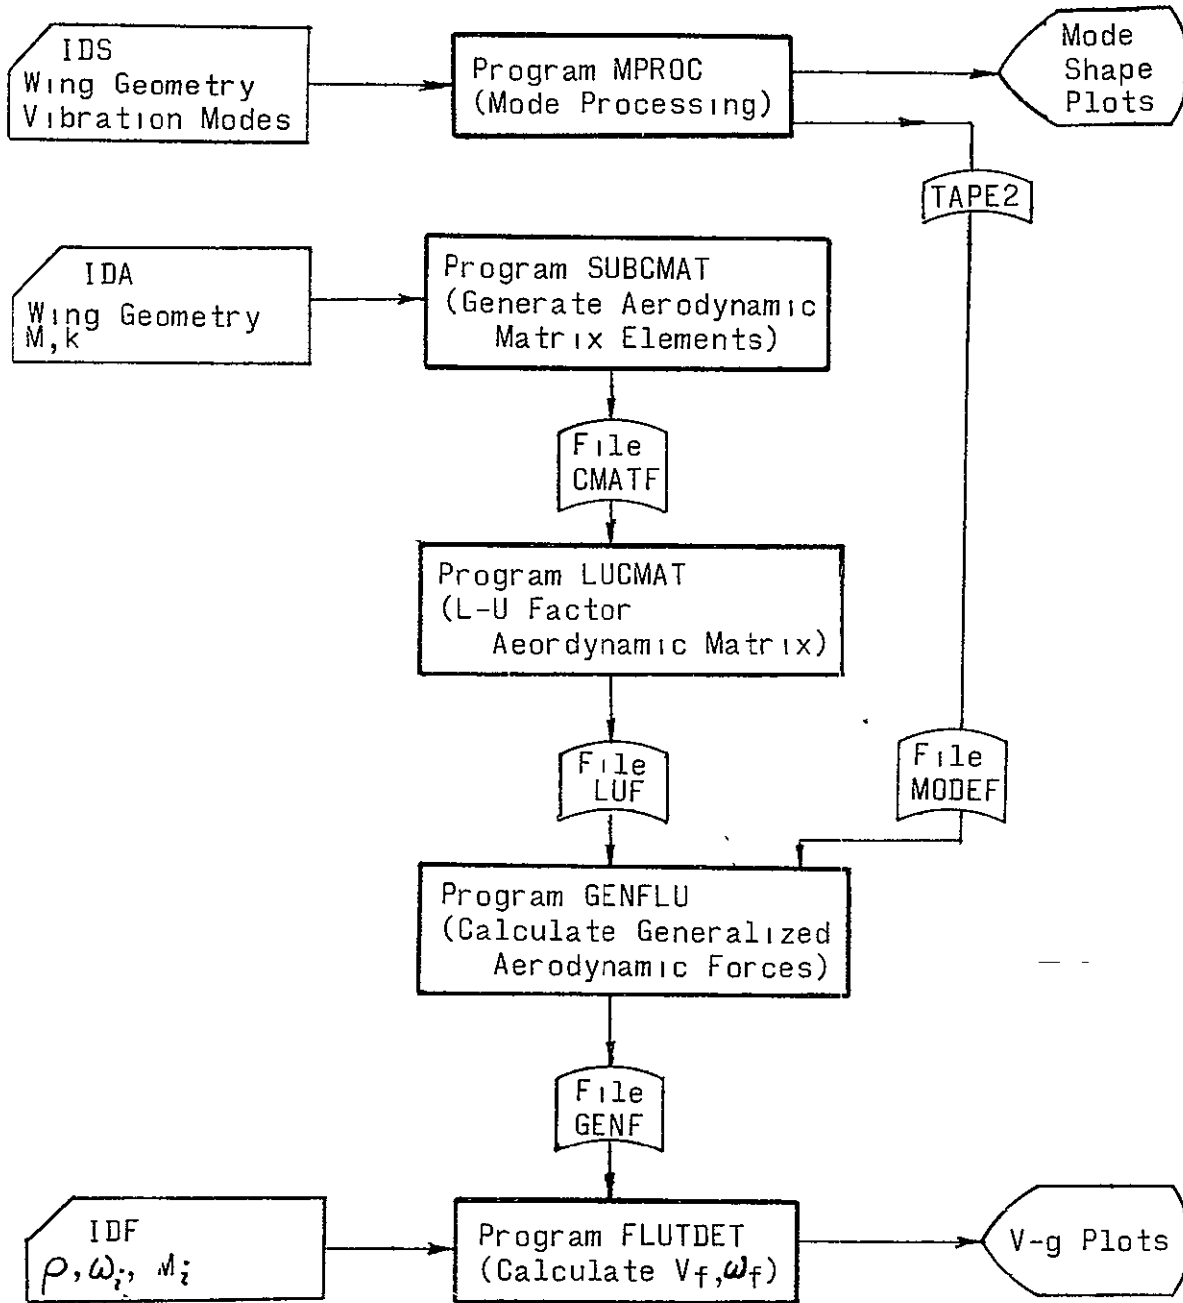 IDS
Wing Geometry
Vibration Modes
Program MPROC
(Mode Processing)
Mode
Shape
Plots
TAPE2
IDA
Wing Geometry
M,k
Program SUBCMAT
(Generate Aerodynamic
Matrix Elements)
File
CMATF
Program LUCMAT
(L-U Factor
Aeordynamic Matrix)
File
LUF
File
MODEF
Program GENFLU
(Calculate Generalized
Aerodynamic Forces)
File
GENF
IDF
ρ, ωi, Mi
Program FLUTDET
(Calculate Vf,ωf)
V-g Plots